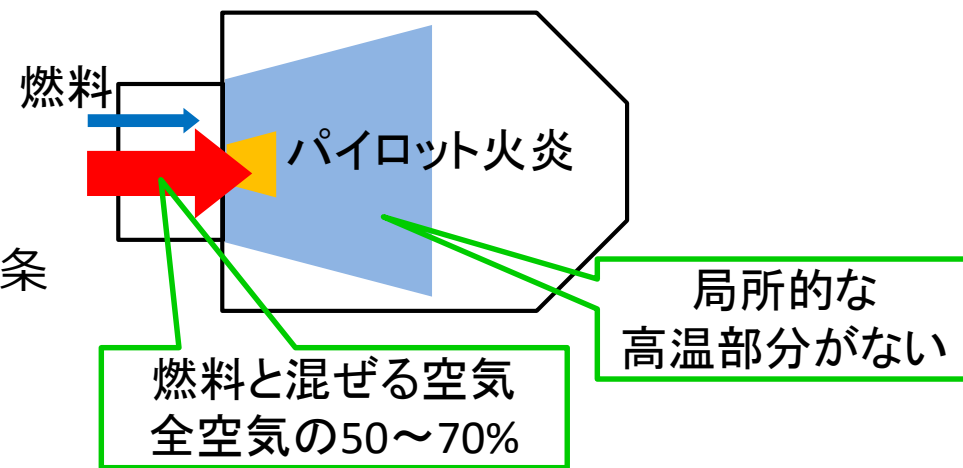 燃料
パイロット火炎
条
局所的な
高温部分がない
燃料と混ぜる空気
全空気の50～70%